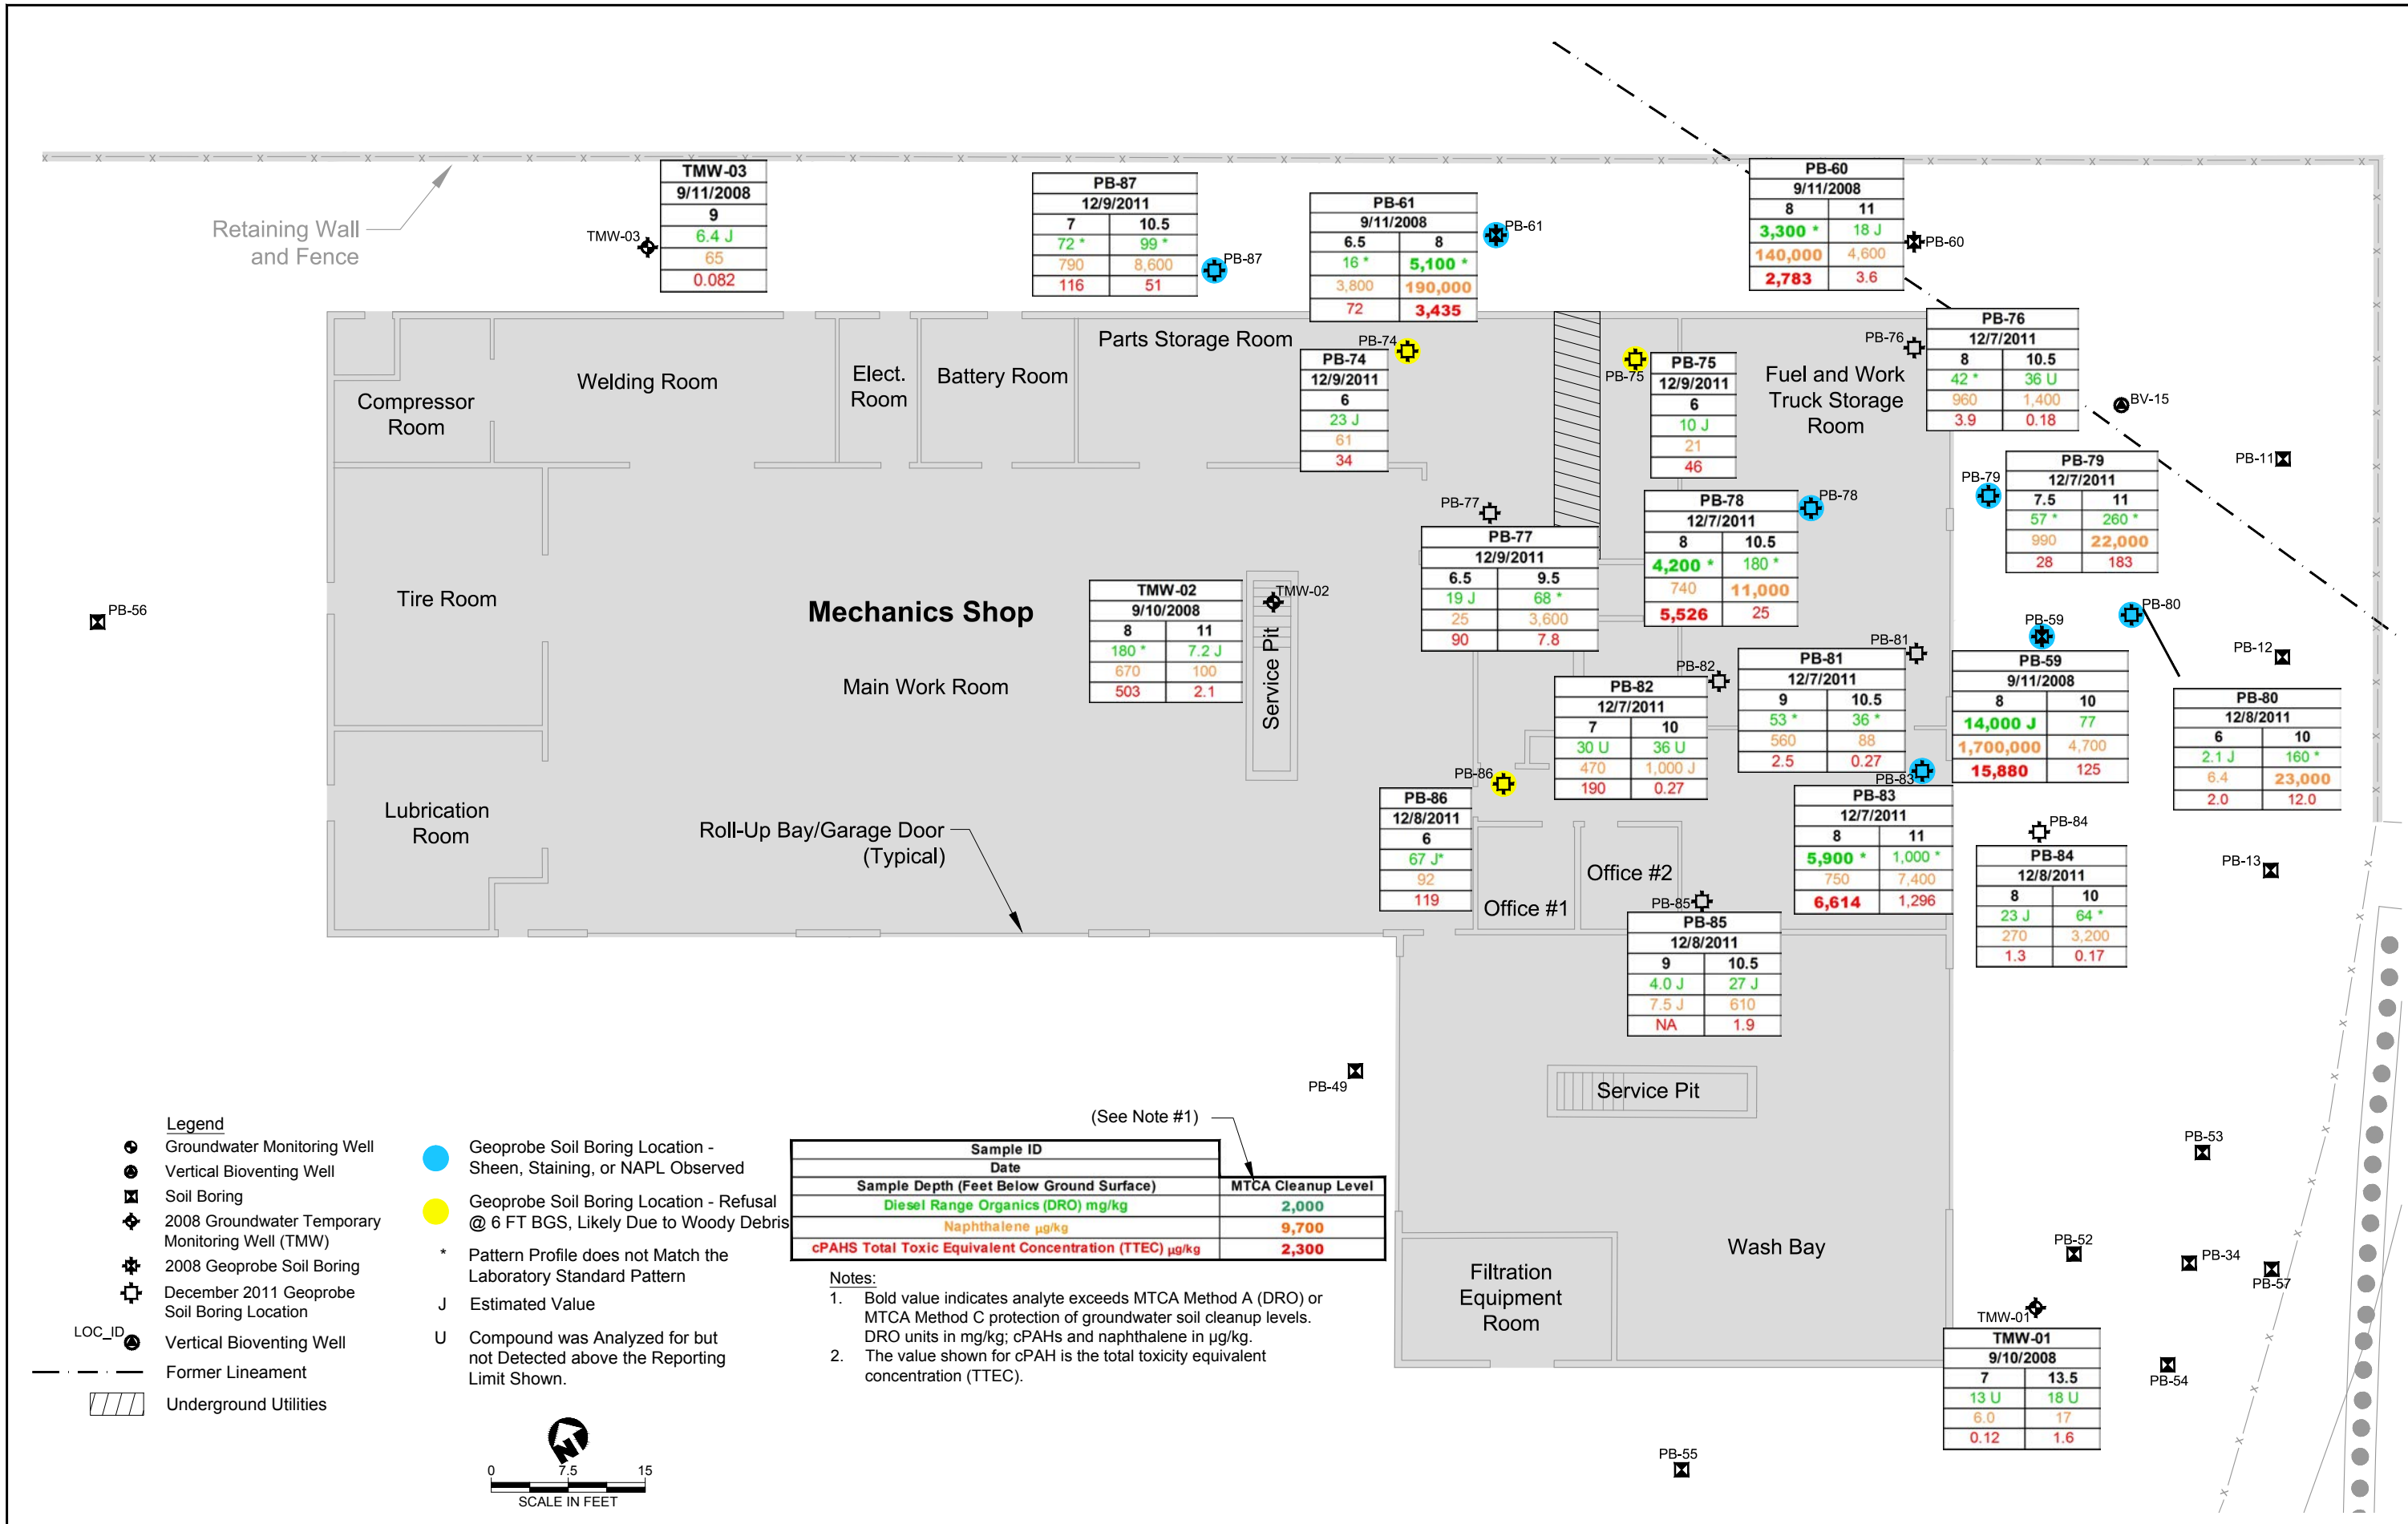 Retaining Wall
and Fence
TMW-03
TMW-03
9/11/2008
9
6.4 J
65
0.082
PB-87
12/9/2011
7 10.5
72 * 99 *
790 8,600
116 51
PB-87
PB-61
9/11/2008
6.5 8
16 * 5,100 *
3,800 190,000
72 3,435
PB-61
PB-60
9/11/2008
8 11
3,300 * 18 J
140,000 4,600
2,783 3.6
PB-60
PB-76
PB-76
12/7/2011
8 10.5
42 * 36 U
960 1,400
3.9 0.18
BV-15
PB-11
Compressor
Room
Welding Room
Elect.
Room
Battery Room
Parts Storage Room
PB-74
PB-74
12/9/2011
6
23 J
61
34
PB-75
PB-75
12/9/2011
6
10 J
21
46
Fuel and Work
Truck Storage
Room
PB-79
PB-79
12/7/2011
7.5 11
57 * 260 *
990 22,000
28 183
PB-77
PB-77
12/9/2011
6.5 9.5
19 J 68 *
25 3,600
90 7.8
PB-78
PB-78
12/7/2011
8 10.5
4,200 * 180 *
740 11,000
5,526 25
PB-56
Tire Room
Mechanics Shop
Main Work Room
TMW-02
9/10/2008
8 11
180 * 7.2 J
670 100
503 2.1
TMW-02
Service Pit
PB-82
PB-82
12/7/2011
7 10
30 U 36 U
470 1,000 J
190 0.27
PB-81
PB-81
12/7/2011
9 10.5
53 * 36 *
560 88
2.5 0.27
PB-59
PB-59
9/11/2008
8 10
14,000 J 77
1,700,000 4,700
15,880 125
PB-80
PB-12
PB-80
12/8/2011
6 10
2.1 J 160 *
6.4 23,000
2.0 12.0
Lubrication
Room
Roll-Up Bay/Garage Door
(Typical)
PB-86
PB-86
12/8/2011
6
67 J*
92
119
Office #1
Office #2
PB-83
PB-83
12/7/2011
8 11
5,900 * 1,000 *
750 7,400
6,614 1,296
PB-84
PB-84
12/8/2011
8 10
23 J 64 *
270 3,200
1.3 0.17
PB-13
PB-85
PB-85
12/8/2011
9 10.5
4.0 J 27 J
7.5 J 610
NA 1.9
PB-49
Service Pit
Wash Bay
Filtration
Equipment
Room
PB-53
PB-52
PB-34
PB-57
TMW-01
TMW-01
9/10/2008
7 13.5
13 U 18 U
6.0 17
0.12 1.6
PB-54
PB-55
Legend
Groundwater Monitoring Well
Vertical Bioventing Well
Soil Boring
2008 Groundwater Temporary
Monitoring Well (TMW)
2008 Geoprobe Soil Boring
December 2011 Geoprobe
Soil Boring Location
LOC_ID
Vertical Bioventing Well
Former Lineament
Underground Utilities
Geoprobe Soil Boring Location -
Sheen, Staining, or NAPL Observed
Geoprobe Soil Boring Location - Refusal
@ 6 FT BGS, Likely Due to Woody Debris
* Pattern Profile does not Match the
Laboratory Standard Pattern
J Estimated Value
U Compound was Analyzed for but
not Detected above the Reporting
Limit Shown.
N
0 7.5 15
SCALE IN FEET
(See Note #1)
Sample ID
Date
Sample Depth (Feet Below Ground Surface) MTCA Cleanup Level
Diesel Range Organics (DRO) mg/kg 2,000
Naphthalene µg/kg 9,700
cPAHS Total Toxic Equivalent Concentration (TTEC) µg/kg 2,300
Notes:
1. Bold value indicates analyte exceeds MTCA Method A (DRO) or
MTCA Method C protection of groundwater soil cleanup levels.
DRO units in mg/kg; cPAHs and naphthalene in µg/kg.
2. The value shown for cPAH is the total toxicity equivalent
concentration (TTEC).